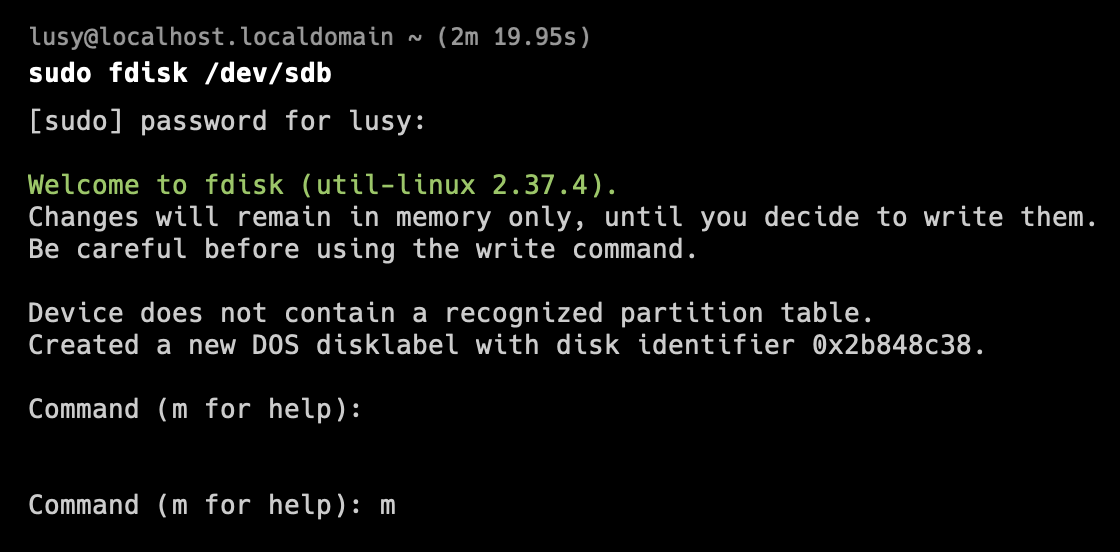 lusy@localhost.localdomain ~ (2m 19.95s)
sudo fdisk /dev/sdb
[sudo] password for lusy:
Welcome to fdisk (util-linux 2.37.4).
Changes will remain in memory only, until you decide to write them.
Be careful before using the write command.
Device does not contain a recognized partition table.
Created a new DOS disklabel with disk identifier 0x2b848c38.
Command (m for help):
Command (m for help): m